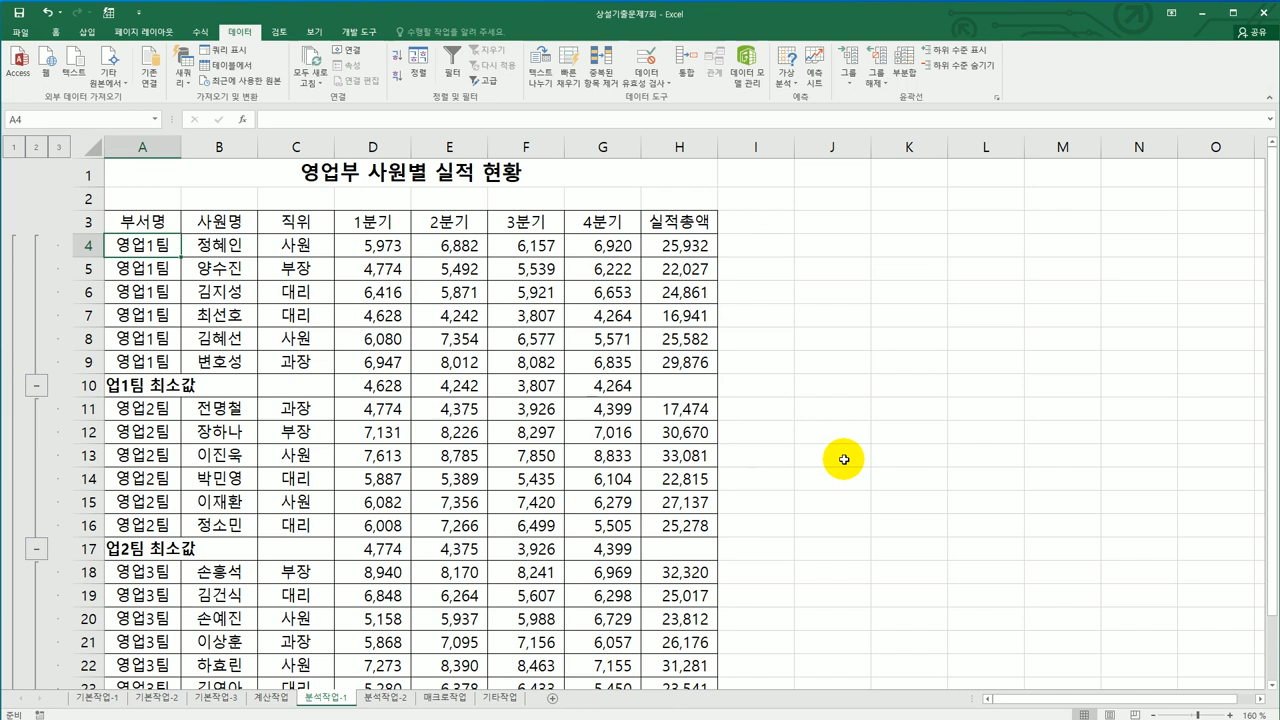 상설기출문제7회 - Excel
파일 홈 삽입 페이지 레이아웃 수식 데이터 검토 보기 개발 도구 수행할 작업을 알려 주세요. 공유
Access 웹 텍스트 기타 원본에서 기존 연결 새쿼리 쿼리 표시 테이블에서 최근에 사용한 원본 모두 새로 고침 연결 속성 연결 편집 정렬 필터 지우기 다시 적용 고급 텍스트 나누기 빠른 채우기 중복된 항목 제거 데이터 유효성 검사 통합 관계 데이터 모델 관리 가상 분석 예측 시트 그룹 그룹 해제 부분합 하위 수준 표시 하위 수준 숨기기
외부 데이터 가져오기 가져오기 및 변환 연결 정렬 및 필터 데이터 도구 예측 윤곽선
A4 fx
1 2 3 A B C D E F G H I J K L M N O
1 영업부 사원별 실적 현황
2
3 부서명 사원명 직위 1분기 2분기 3분기 4분기 실적총액
4 영업1팀 정혜인 사원 5,973 6,882 6,157 6,920 25,932
5 영업1팀 양수진 부장 4,774 5,492 5,539 6,222 22,027
6 영업1팀 김지성 대리 6,416 5,871 5,921 6,653 24,861
7 영업1팀 최선호 대리 4,628 4,242 3,807 4,264 16,941
8 영업1팀 김혜선 사원 6,080 7,354 6,577 5,571 25,582
9 영업1팀 변호성 과장 6,947 8,012 8,082 6,835 29,876
10 업1팀 최소값 4,628 4,242 3,807 4,264
11 영업2팀 전명철 과장 4,774 4,375 3,926 4,399 17,474
12 영업2팀 장하나 부장 7,131 8,226 8,297 7,016 30,670
13 영업2팀 이진욱 사원 7,613 8,785 7,850 8,833 33,081
14 영업2팀 박민영 대리 5,887 5,389 5,435 6,104 22,815
15 영업2팀 이재환 사원 6,082 7,356 7,420 6,279 27,137
16 영업2팀 정소민 대리 6,008 7,266 6,499 5,505 25,278
17 업2팀 최소값 4,774 4,375 3,926 4,399
18 영업3팀 손흥석 부장 8,940 8,170 8,241 6,969 32,320
19 영업3팀 김건식 대리 6,848 6,264 5,607 6,298 25,017
20 영업3팀 손예진 사원 5,158 5,937 5,988 6,729 23,812
21 영업3팀 이상훈 과장 5,868 7,095 7,156 6,057 26,176
22 영업3팀 하효린 사원 7,273 8,390 8,463 7,155 31,281
23 영업3팀 김연아 대리 5,280 6,378 6,433 5,450 23,541
기본작업-1 기본작업-2 기본작업-3 계산작업 분석작업-1 분석작업-2 매크로작업 기타작업
준비 160 %